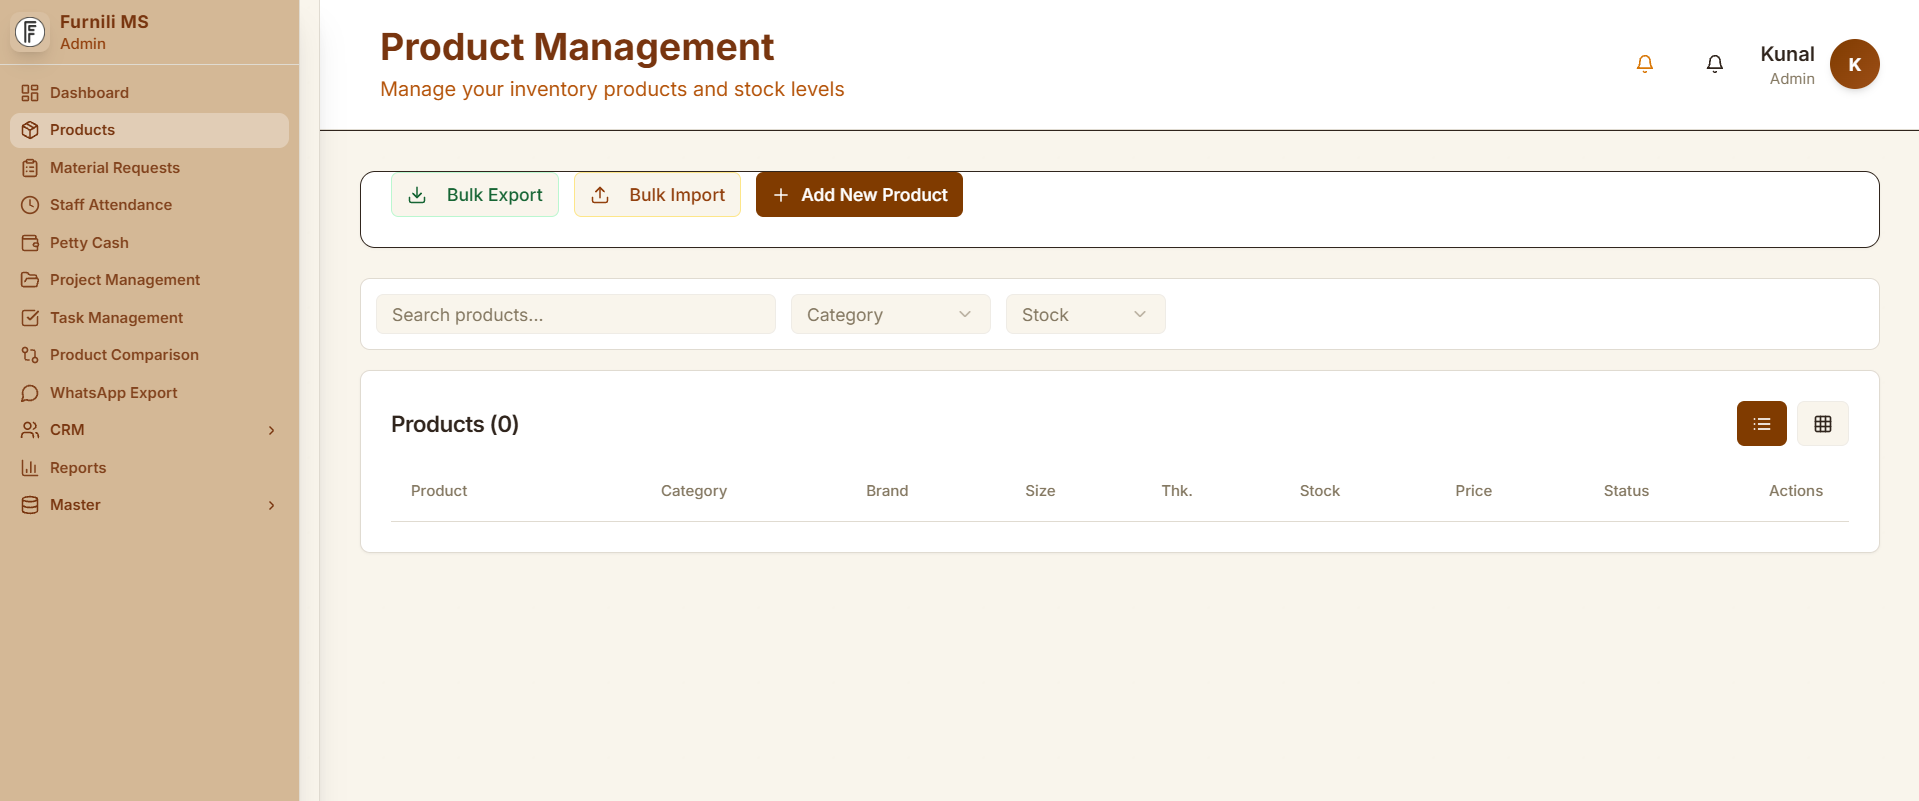 Furnili MS
Admin
Dashboard
Products
Material Requests
Staff Attendance
Petty Cash
Project Management
Task Management
Product Comparison
WhatsApp Export
CRM
Reports
Master
Product Management
Manage your inventory products and stock levels
Kunal
Admin
K
Bulk Export
Bulk Import
Add New Product
Search products...
Category
Stock
Products (0)
Product Category Brand Size Thk. Stock Price Status Actions